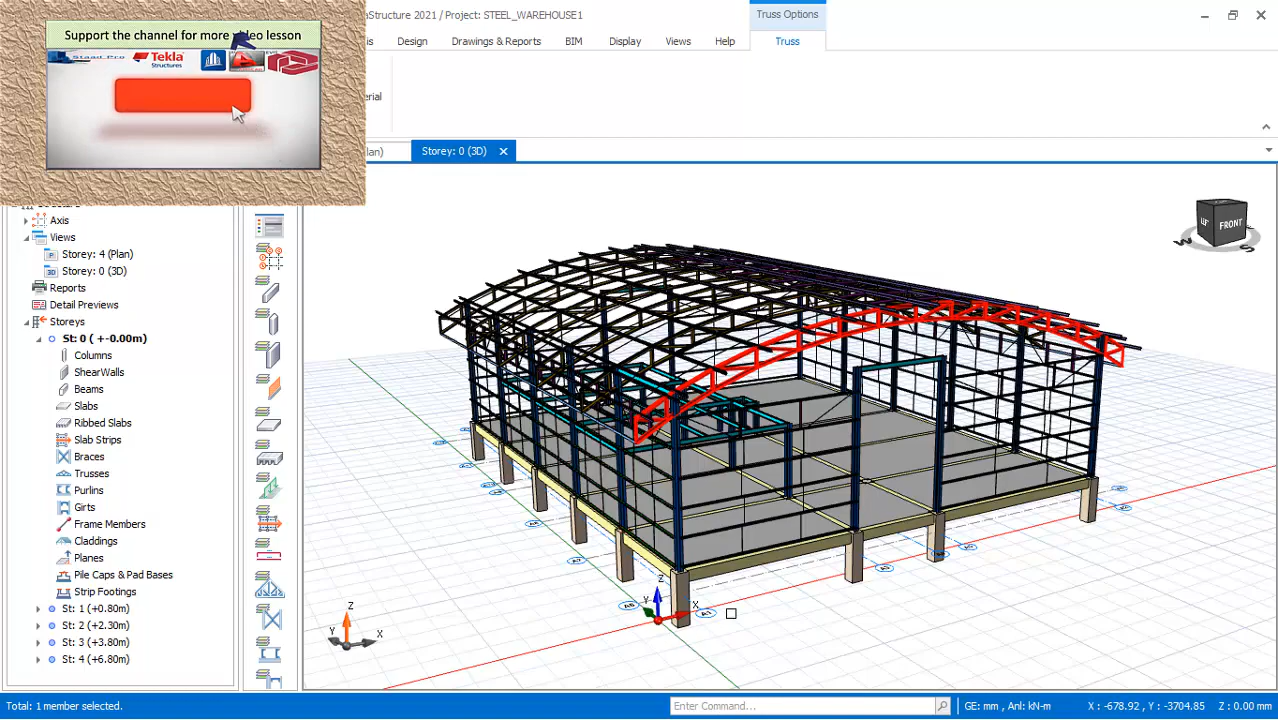 aStructure 2021 / Project: STEEL_WAREHOUSE1
Truss Options
is
Design
Drawings & Reports
BIM
Display
Views
Help
Truss
Support the channel for more video lesson
Staad Pro
Tekla
Structures
erial
an)
Storey: 0 (3D)
Axis
Views
Storey: 4 (Plan)
Storey: 0 (3D)
Reports
Detail Previews
Storeys
St: 0 ( +-0.00m)
Columns
ShearWalls
Beams
Slabs
Ribbed Slabs
Slab Strips
Braces
Trusses
Purlins
Girts
Frame Members
Claddings
Planes
Pile Caps & Pad Bases
Strip Footings
St: 1 (+0.80m)
St: 2 (+2.30m)
St: 3 (+3.80m)
St: 4 (+6.80m)
FRONT
W
S
Z
Y
X
Z
Y
X
Total: 1 member selected.
Enter Command...
GE: mm , Anl: kN-m
X : -678.92 , Y : -3704.85
Z : 0.00 mm